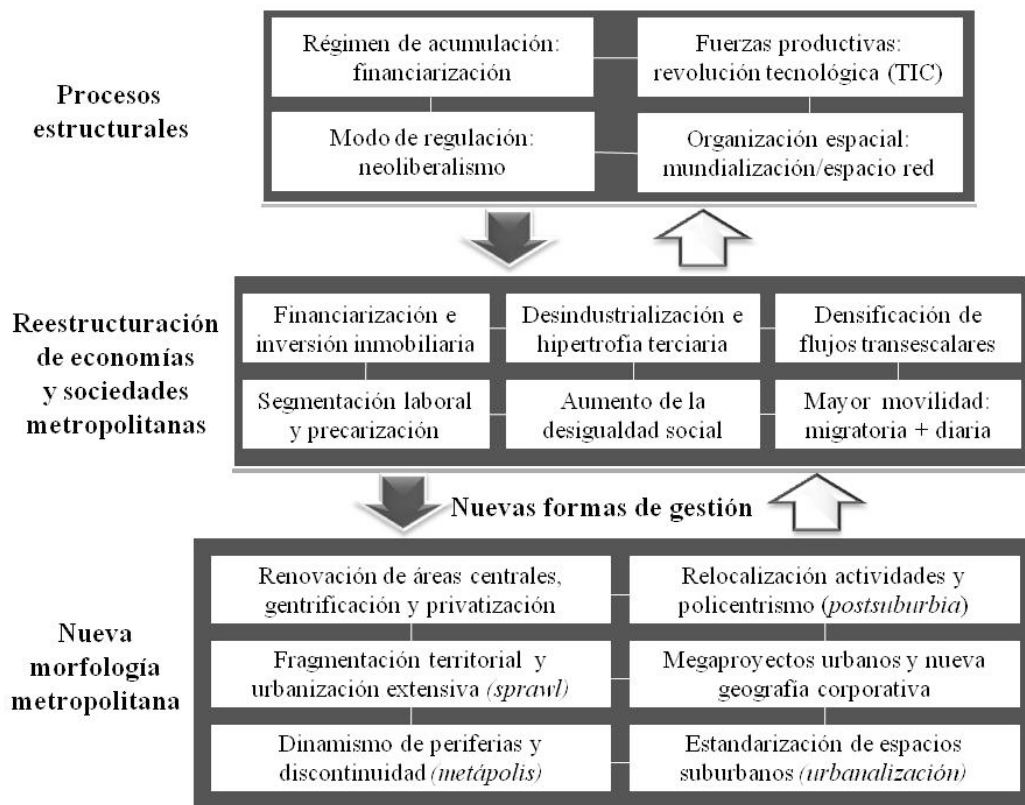 Procesos
estructurales
Régimen de acumulación:
financiarización
Fuerzas productivas:
revolución tecnológica (TIC)
Modo de regulación:
neoliberalismo
Organización espacial:
mundialización/espacio red
Reestructuración
de economías
y sociedades
metropolitanas
Financiarización e
inversión inmobiliaria
Desindustrialización e
hipertrofia terciaria
Densificación de
flujos transescalares
Segmentación laboral
y precarización
Aumento de la
desigualdad social
Mayor movilidad:
migratoria + diaria
Nuevas formas de gestión
Nueva
morfología
metropolitana
Renovación de áreas centrales,
gentrificación y privatización
Relocalización actividades y
policentrismo (postsuburbia)
Fragmentación territorial y
urbanización extensiva (sprawl)
Megaproyectos urbanos y nueva
geografía corporativa
Dinamismo de periferias y
discontinuidad (metápolis)
Estandarización de espacios
suburbanos (urbanalización)